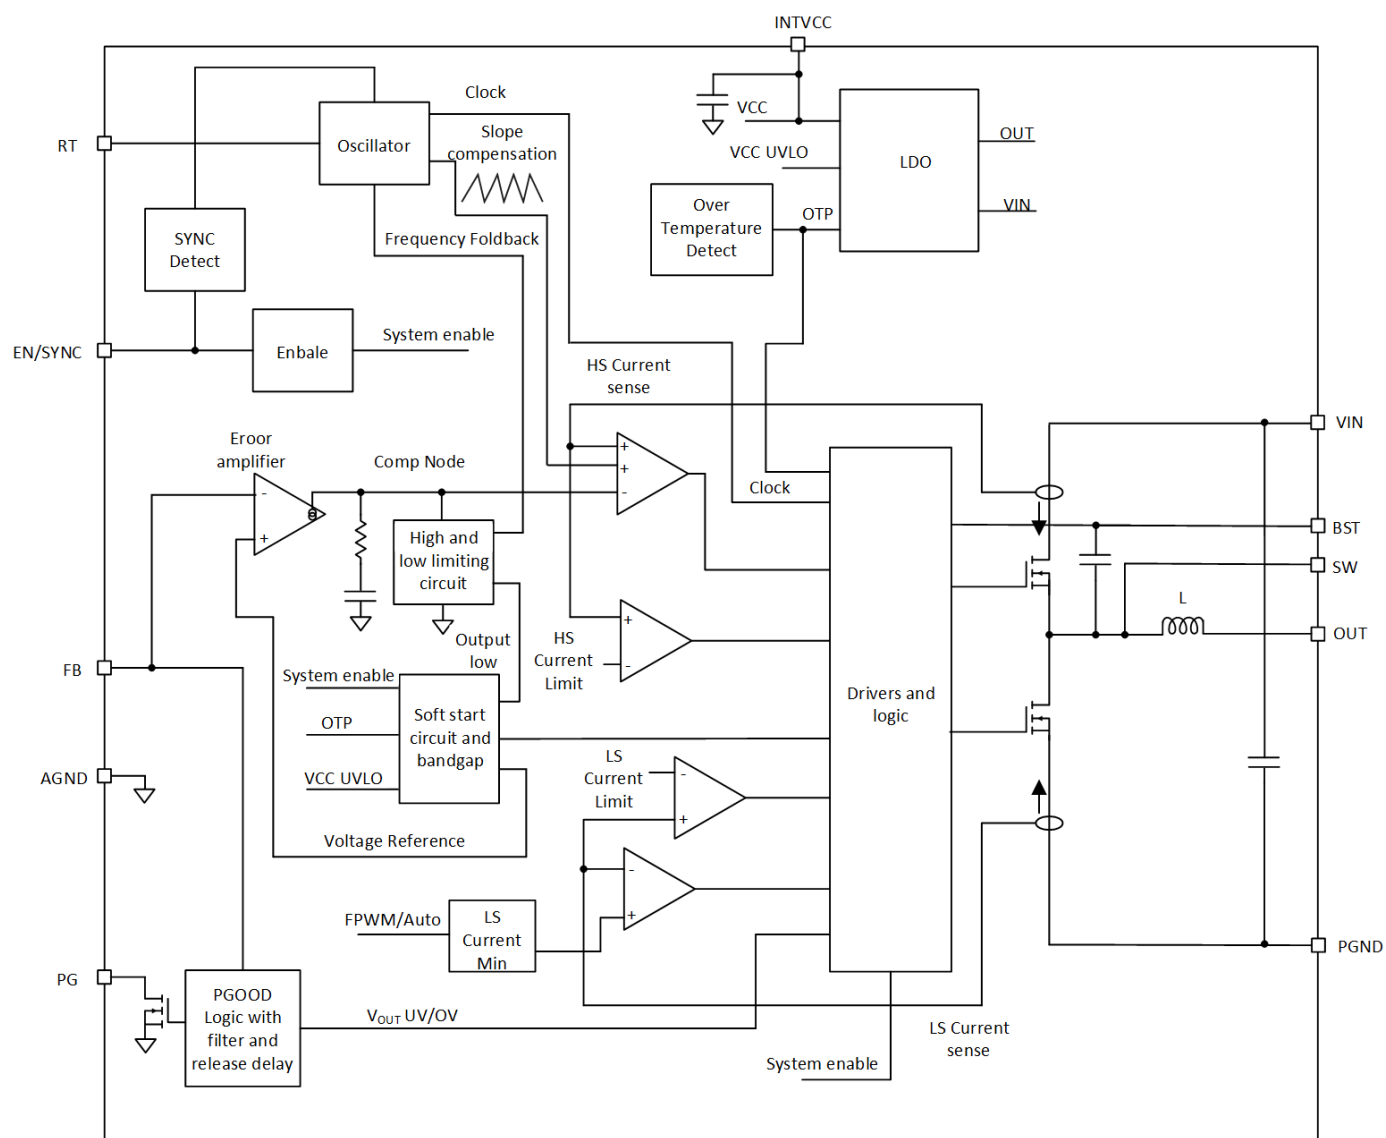 INTVCC
Clock
VCC
Slope
compensation
OUT
RT
Oscillator
VCC UVLO
LDO
Over
Temperature
Detect
OTP
VIN
SYNC
Detect
Frequency Foldback
EN/SYNC
Enbale
System enable
HS Current
sense
VIN
Eroor
amplifier
Comp Node
+
+
-
-
+
Clock
BST
High and
low limiting
circuit
SW
L
OUT
Output
low
HS
Current
Limit
+
-
FB
System enable
OTP
VCC UVLO
Soft start
circuit and
bandgap
Drivers and
logic
AGND
LS
Current
Limit
-
+
Voltage Reference
-
+
FPWM/Auto
LS
Current
Min
PGND
PG
PGOOD
Logic with
filter and
release delay
VOUT UV/OV
LS Current
sense
System enable